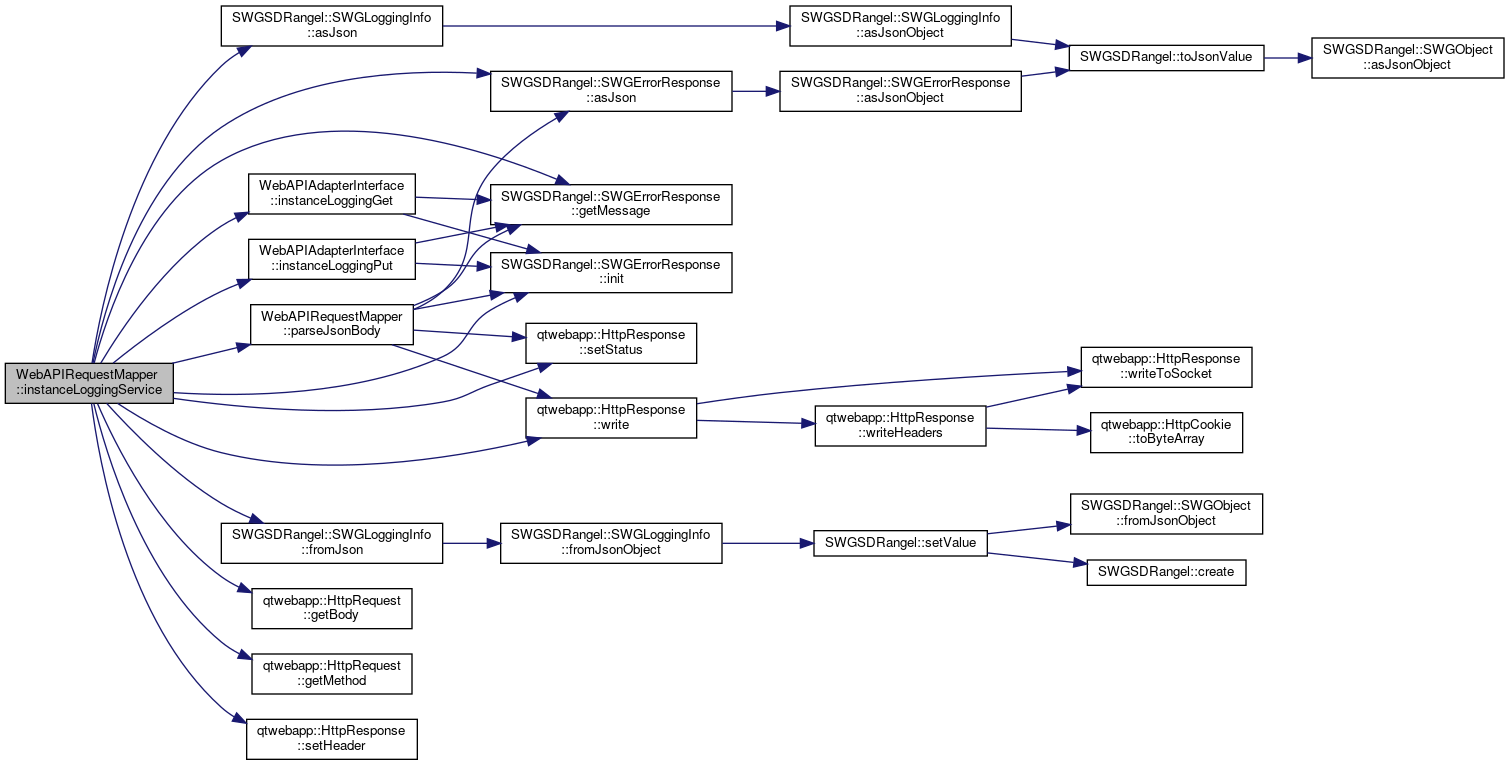 SWGSDRangel::SWGLoggingInfo
::asJson
SWGSDRangel::SWGLoggingInfo
::asJsonObject
SWGSDRangel::toJsonValue
SWGSDRangel::SWGObject
::asJsonObject
SWGSDRangel::SWGErrorResponse
::asJson
SWGSDRangel::SWGErrorResponse
::asJsonObject
WebAPIAdapterInterface
::instanceLoggingGet
SWGSDRangel::SWGErrorResponse
::getMessage
WebAPIAdapterInterface
::instanceLoggingPut
SWGSDRangel::SWGErrorResponse
::init
WebAPIRequestMapper
::parseJsonBody
qtwebapp::HttpResponse
::setStatus
WebAPIRequestMapper
::instanceLoggingService
qtwebapp::HttpResponse
::writeToSocket
qtwebapp::HttpResponse
::write
qtwebapp::HttpResponse
::writeHeaders
qtwebapp::HttpCookie
::toByteArray
SWGSDRangel::SWGLoggingInfo
::fromJson
SWGSDRangel::SWGLoggingInfo
::fromJsonObject
SWGSDRangel::setValue
SWGSDRangel::SWGObject
::fromJsonObject
SWGSDRangel::create
qtwebapp::HttpRequest
::getBody
qtwebapp::HttpRequest
::getMethod
qtwebapp::HttpResponse
::setHeader